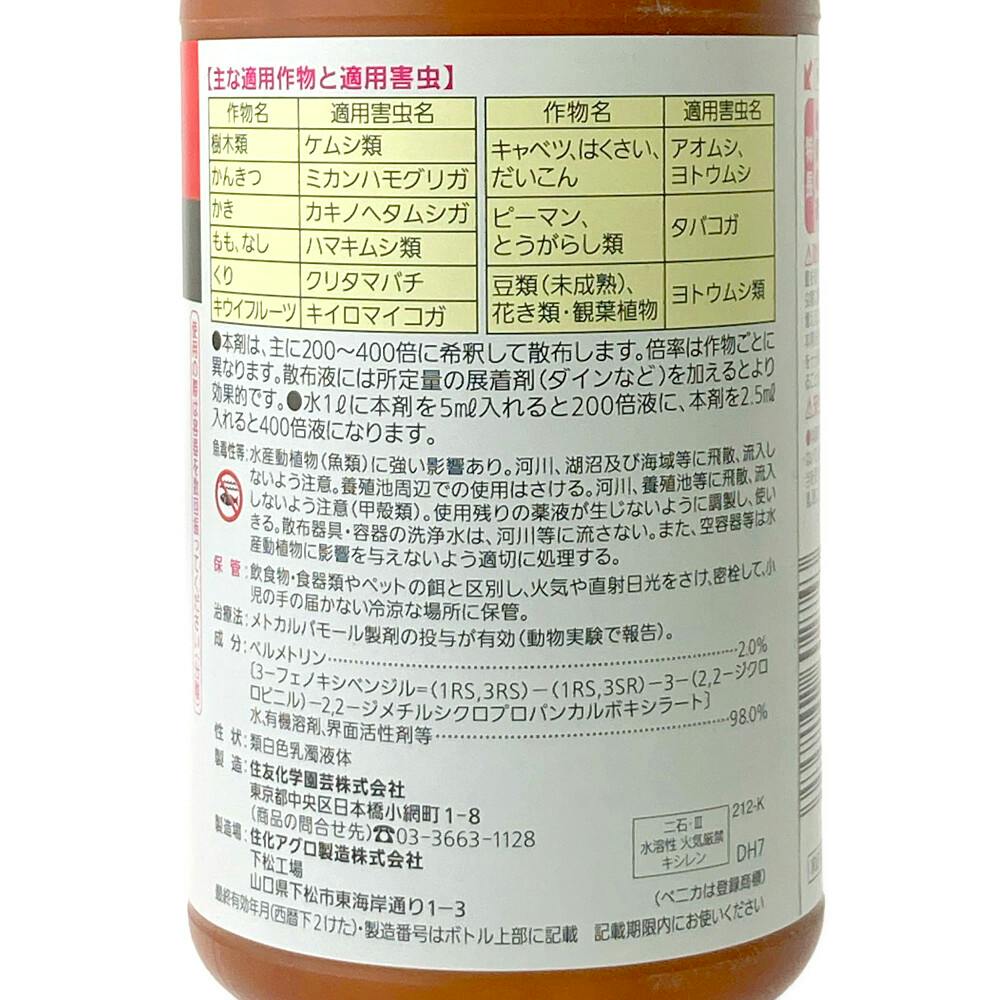 【主な適用作物と適用害虫】
作物名 適用害虫名
樹木類 ケムシ類
かんきつ ミカンハモグリガ
かき カキノヘタムシガ
もも、なし ハマキムシ類
くり クリタマバチ
キウイフルーツ キイロマイコガ
作物名 適用害虫名
キャベツ、はくさい、 アオムシ、
だいこん ヨトウムシ
ピーマン、 タバコガ
とうがらし類
豆類(未成熟)、 ヨトウムシ類
花き類・観葉植物
●本剤は、主に200〜400倍に希釈して散布します。倍率は作物ごとに
異なります。散布液には所定量の展着剤(ダインなど)を加えるとより
効果的です。●水1ℓに本剤を5mℓ入れると200倍液に、本剤を2.5mℓ
入れると400倍液になります。
魚毒性等:水産動植物(魚類)に強い影響あり。河川、湖沼及び海域等に飛散、流入し
ないよう注意。養殖池周辺での使用はさける。河川、養殖池等に飛散、流入
しないよう注意(甲殻類)。使用残りの薬液が生じないように調製し、使い
きる。散布器具・容器の洗浄水は、河川等に流さない。また、空容器等は水
産動植物に影響を与えないよう適切に処理する。
保管:飲食物・食器類やペットの餌と区別し、火気や直射日光をさけ、密栓して、小
児の手の届かない冷涼な場所に保管。
治療法:メトカルバモール製剤の投与が有効(動物実験で報告)。
成分:ペルメトリン……2.0%
〔3-フェノキシベンジル=(1RS,3RS)-(1RS,3SR)-3-(2,2-ジクロ
ロビニル)-2,2-ジメチルシクロプロパンカルボキシラート〕
水、有機溶剤、界面活性剤等……98.0%
性状:類白色乳濁液体
製造:住友化学園芸株式会社
東京都中央区日本橋小網町1-8
(商品の問合せ先)☎03-3663-1128
製造場:住化アグロ製造株式会社
下松工場
山口県下松市東海岸通り1-3
二石・Ⅲ
水溶性 火気厳禁
キシレン
212-K
DH7
(ベニカは登録商標)
最終有効年月(西暦下2けた)・製造番号はボトル上部に記載 記載期限内にお使いください